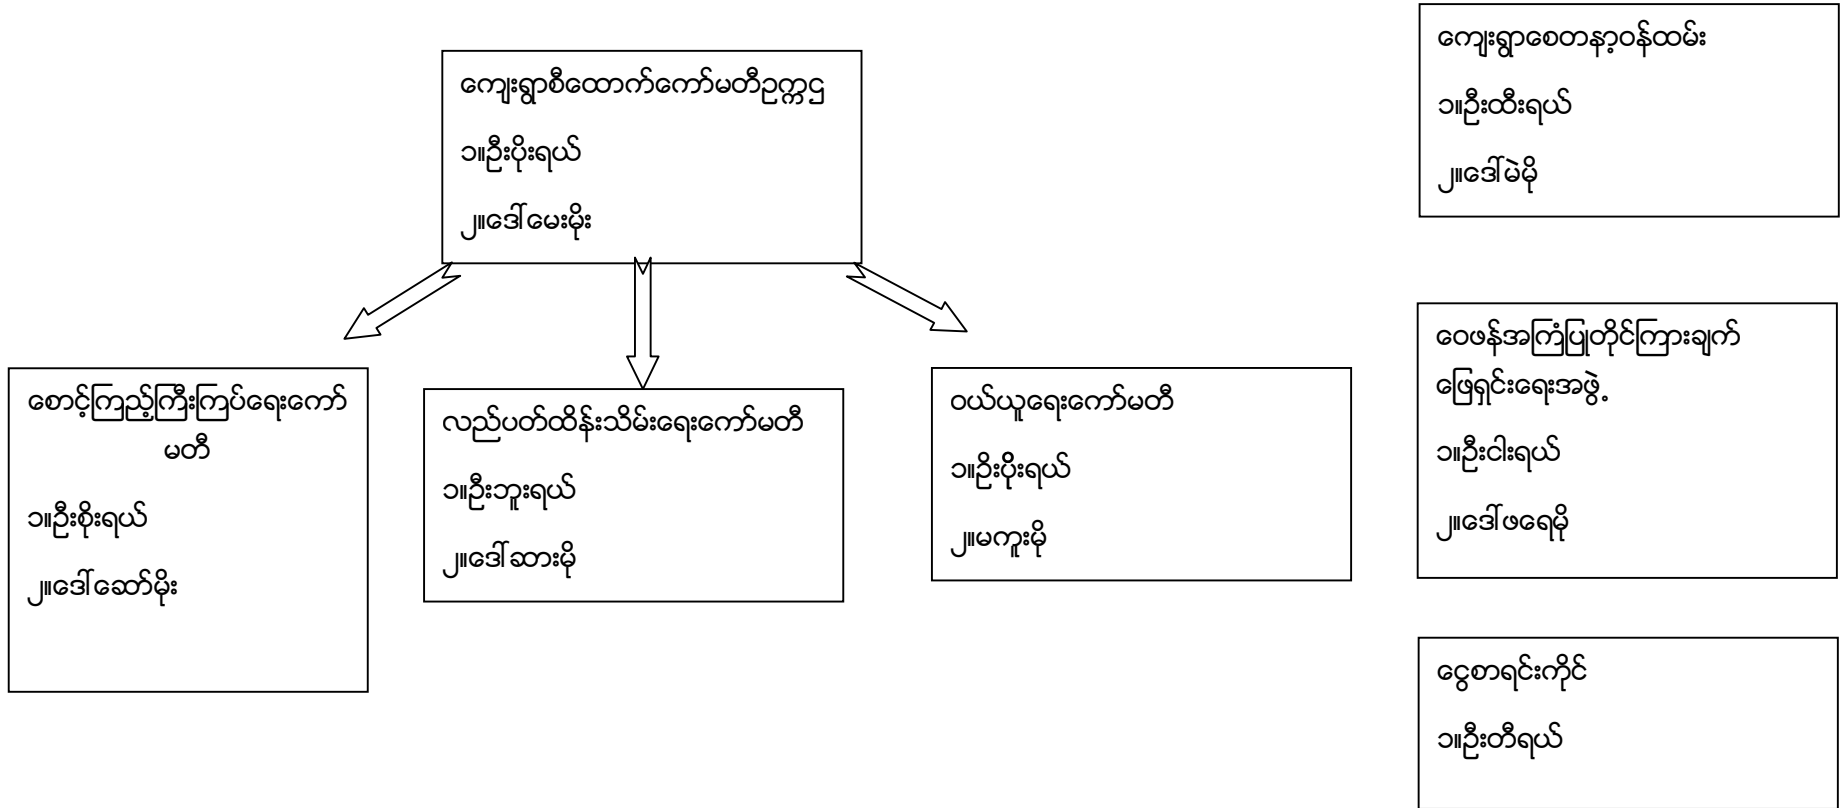 ကျေးရွာစီထောက်ကော်မတီဥက္ကဌ
၁။ဦးပိုးရယ်
၂။ဒေါ်မေးမိုး
စောင့်ကြည့်ကြီးကြပ်ရေးကော်
မတီ
၁။ဦးစိုးရယ်
၂။ဒေါ်ဆော်မိုး
လည်ပတ်ထိန်းသိမ်းရေးကော်မတီ
၁။ဦးဘူးရယ်
၂။ဒေါ်ဆားမို
ဝယ်ယူရေးကော်မတီ
၁။ဦိးပိုးရယ်
၂။မကူးမို
ကျေးရွာစေတနာ့ဝန်ထမ်း
၁။ဦးထီးရယ်
၂။ဒေါ်မဲမို
ဝေဖန်အကြံပြုတိုင်ကြားချက်
ဖြေရှင်းရေးအဖွဲ့
၁။ဦးငါးရယ်
၂။ဒေါ်ဖရေမို
ငွေစာရင်းကိုင်
၁။ဦးတီရယ်